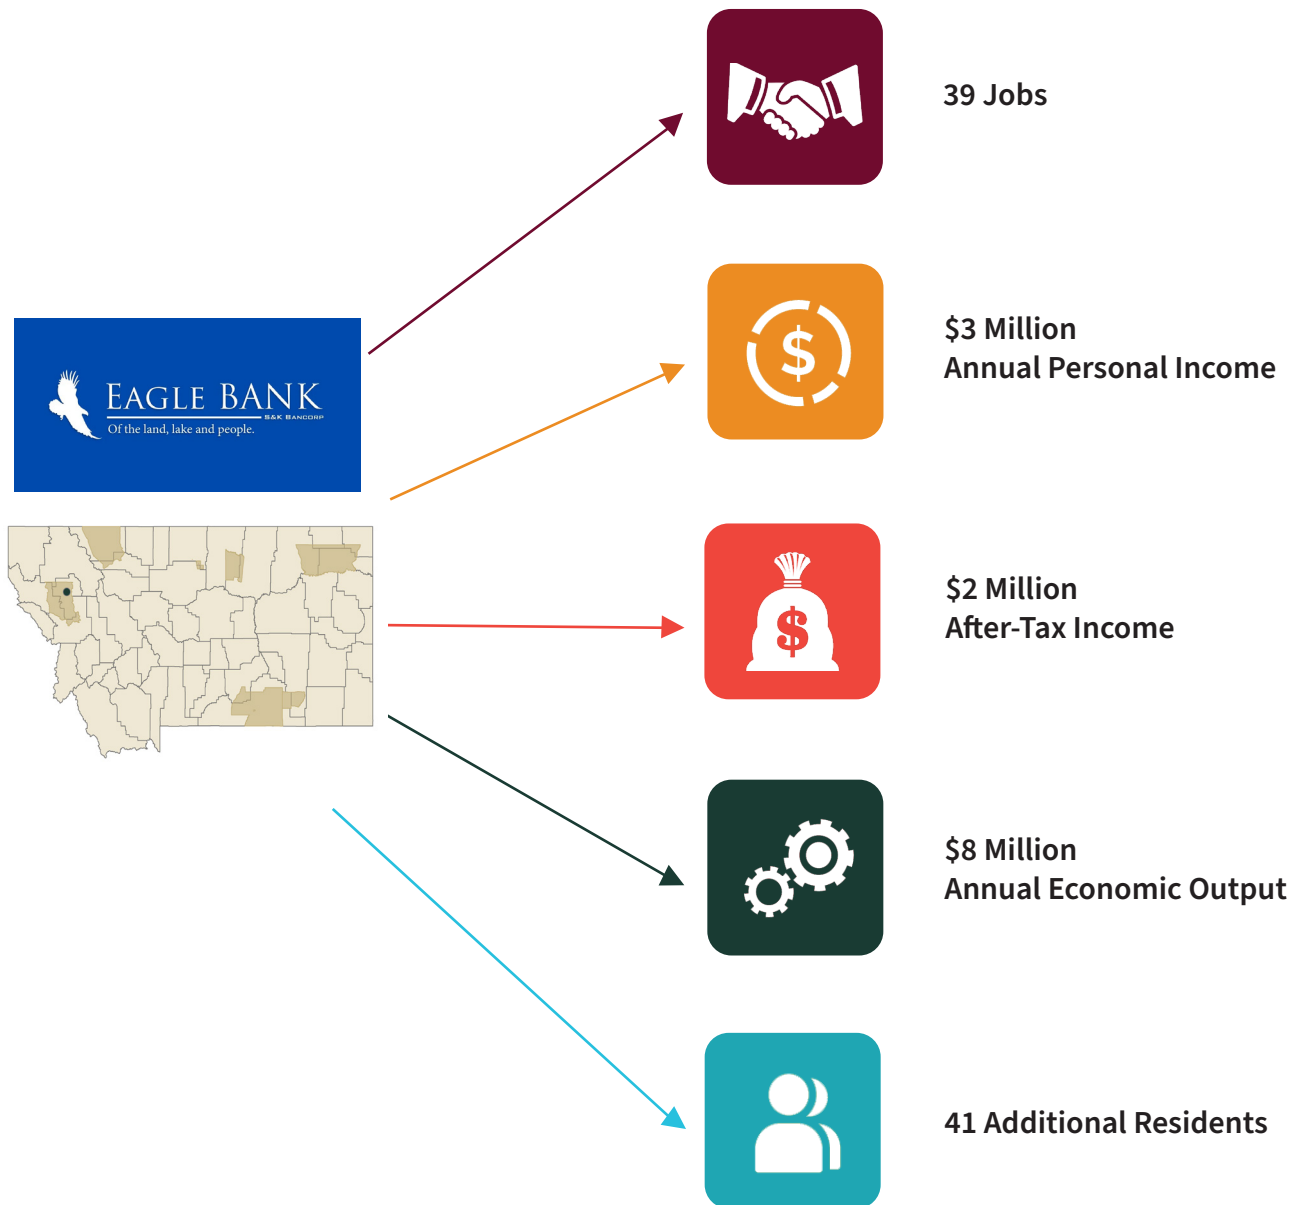 39 Jobs
$3 Million
Annual Personal Income
EAGLE BANK
S&K BANCORP
Of the land, lake and people.
$2 Million
After-Tax Income
$8 Million
Annual Economic Output
41 Additional Residents